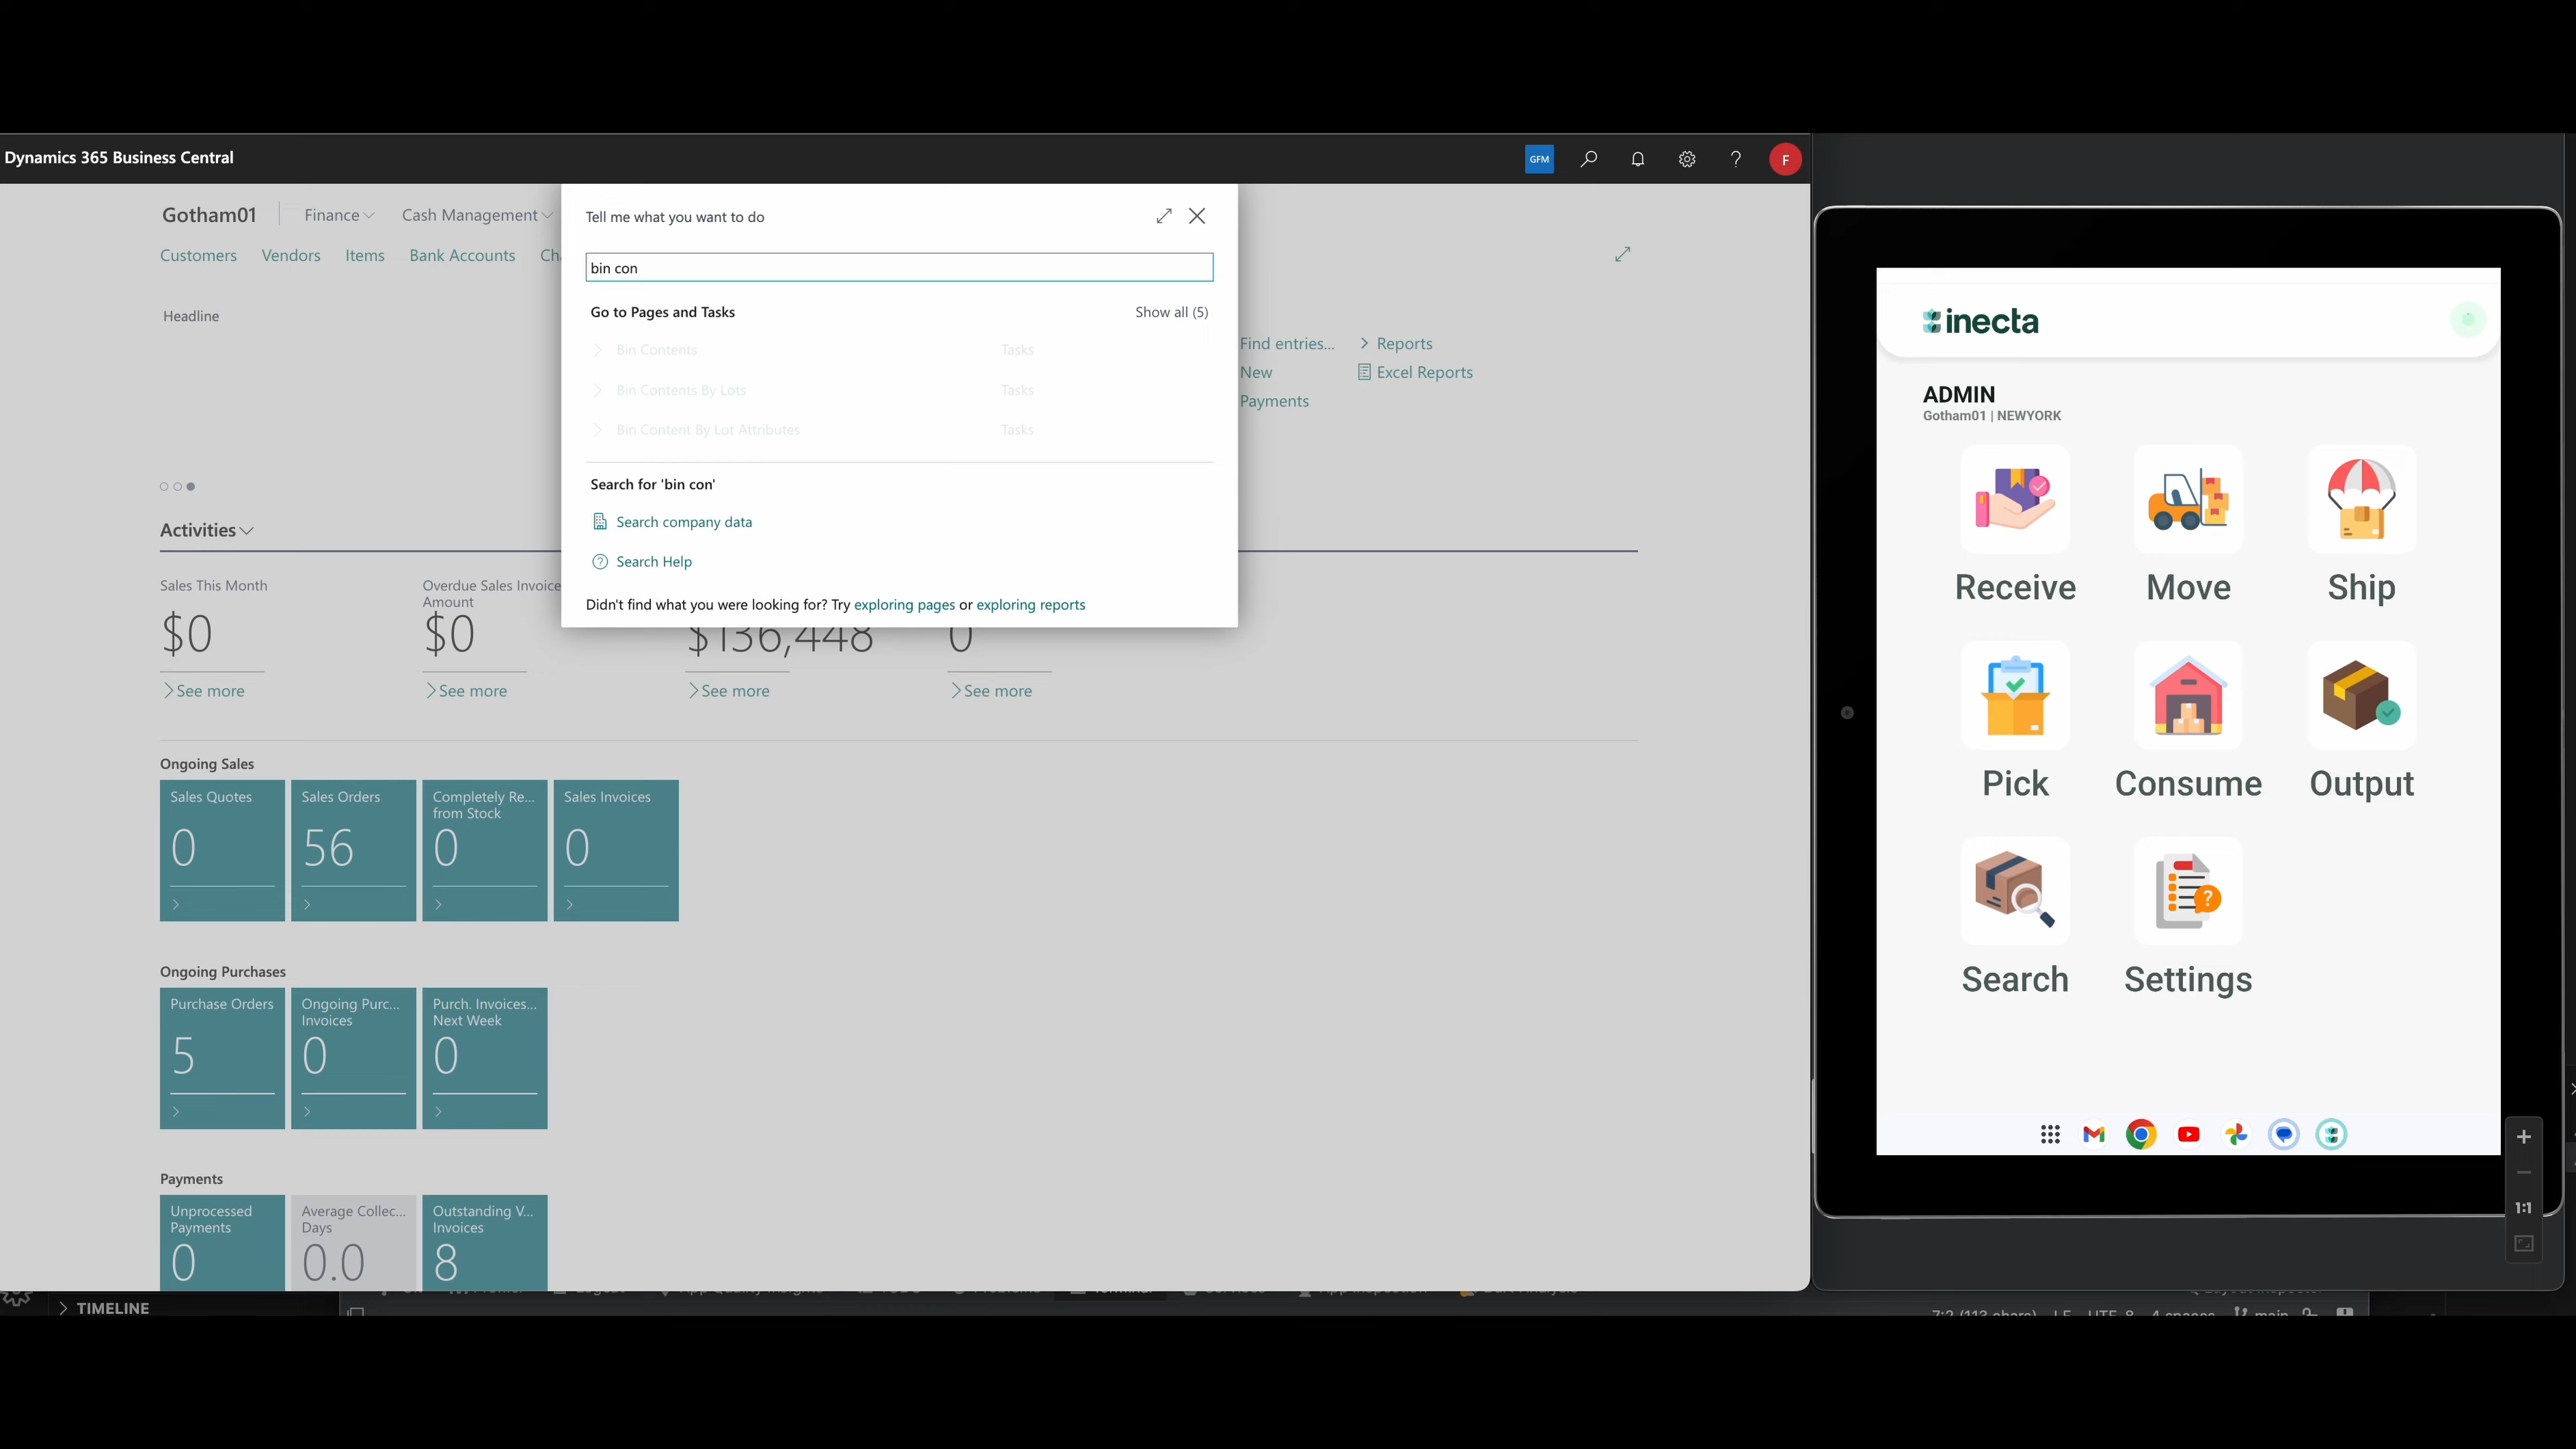 Dynamics 365 Business Central
GFM
F
Gotham01
Finance
Cash Management
Customers
Vendors
Items
Bank Accounts
Headline
Tell me what you want to do
bin con
Go to Pages and Tasks
Show all (5)
Bin Contents
Tasks
Bin Contents By Lots
Tasks
Bin Content By Lot Attributes
Tasks
Search for 'bin con'
Search company data
Search Help
Didn't find what you were looking for? Try exploring pages or exploring reports
Find entries...
Reports
New
Excel Reports
Payments
Activities
Sales This Month
$0
See more
Overdue Sales Invoice
Amount
$0
See more
$136,448
See more
0
See more
Ongoing Sales
Sales Quotes
0
Sales Orders
56
Completely Re...
from Stock
0
Sales Invoices
0
Ongoing Purchases
Purchase Orders
5
Ongoing Purc...
Invoices
0
Purch. Invoices...
Next Week
0
Payments
Unprocessed
Payments
0
Average Collec...
Days
0.0
Outstanding V...
Invoices
8
TIMELINE
inecta
ADMIN
Gotham01 | NEWYORK
Receive
Move
Ship
Pick
Consume
Output
Search
Settings
1:1